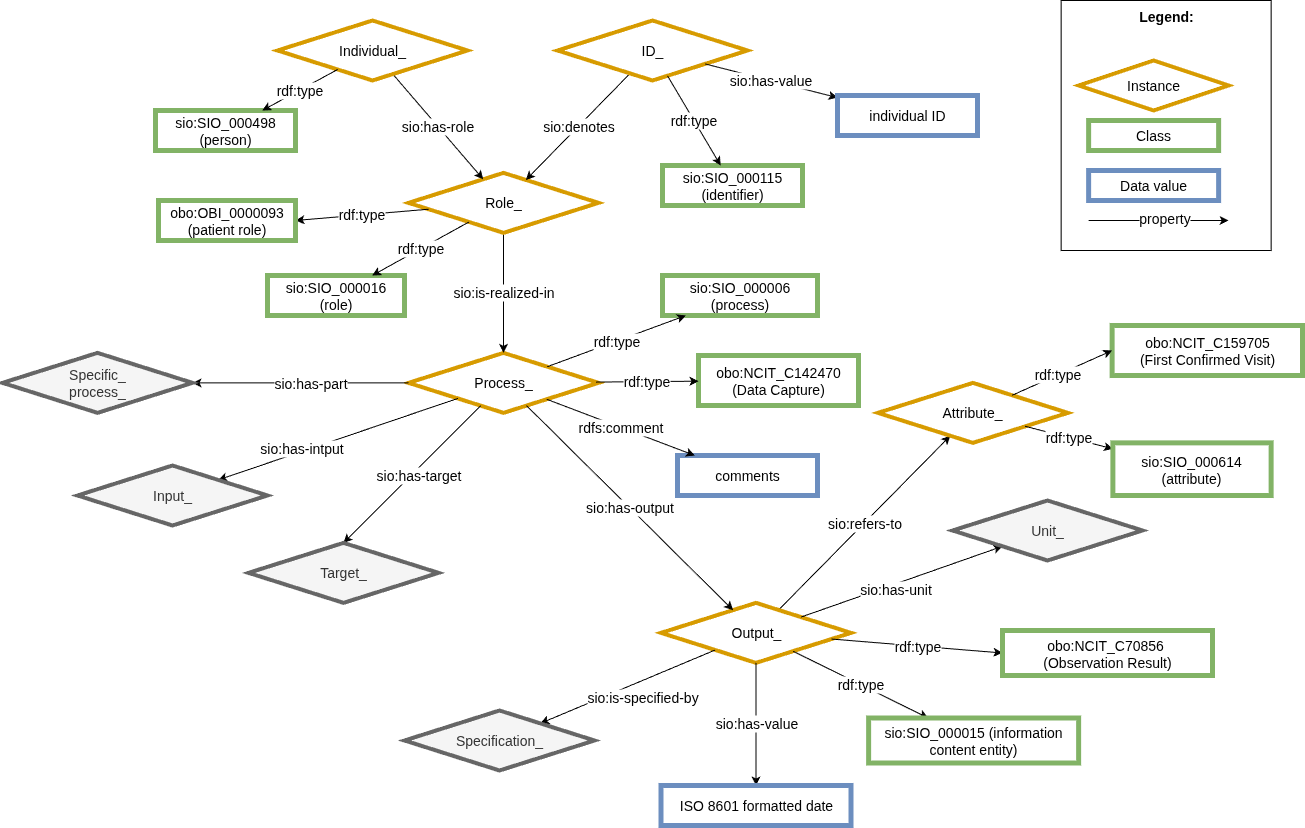 Legend:
Individual_
ID_
Instance
rdf:type
sio:has-value
sio:SIO_000498
(person)
sio:has-role
sio:denotes
rdf:type
individual ID
Class
sio:SIO_000115
(identifier)
Data value
Role_
obo:OBI_0000093
(patient role)
rdf:type
property
rdf:type
sio:SIO_000016
(role)
sio:is-realized-in
sio:SIO_000006
(process)
rdf:type
obo:NCIT_C159705
(First Confirmed Visit)
Specific_
process_
sio:has-part
Process_
rdf:type
obo:NCIT_C142470
(Data Capture)
rdf:type
Attribute_
rdfs:comment
rdf:type
sio:has-intput
sio:SIO_000614
(attribute)
sio:has-target
comments
Input_
sio:has-output
sio:refers-to
Unit_
Target_
sio:has-unit
Output_
rdf:type
obo:NCIT_C70856
(Observation Result)
sio:is-specified-by
rdf:type
sio:has-value
Specification_
sio:SIO_000015 (information
content entity)
ISO 8601 formatted date